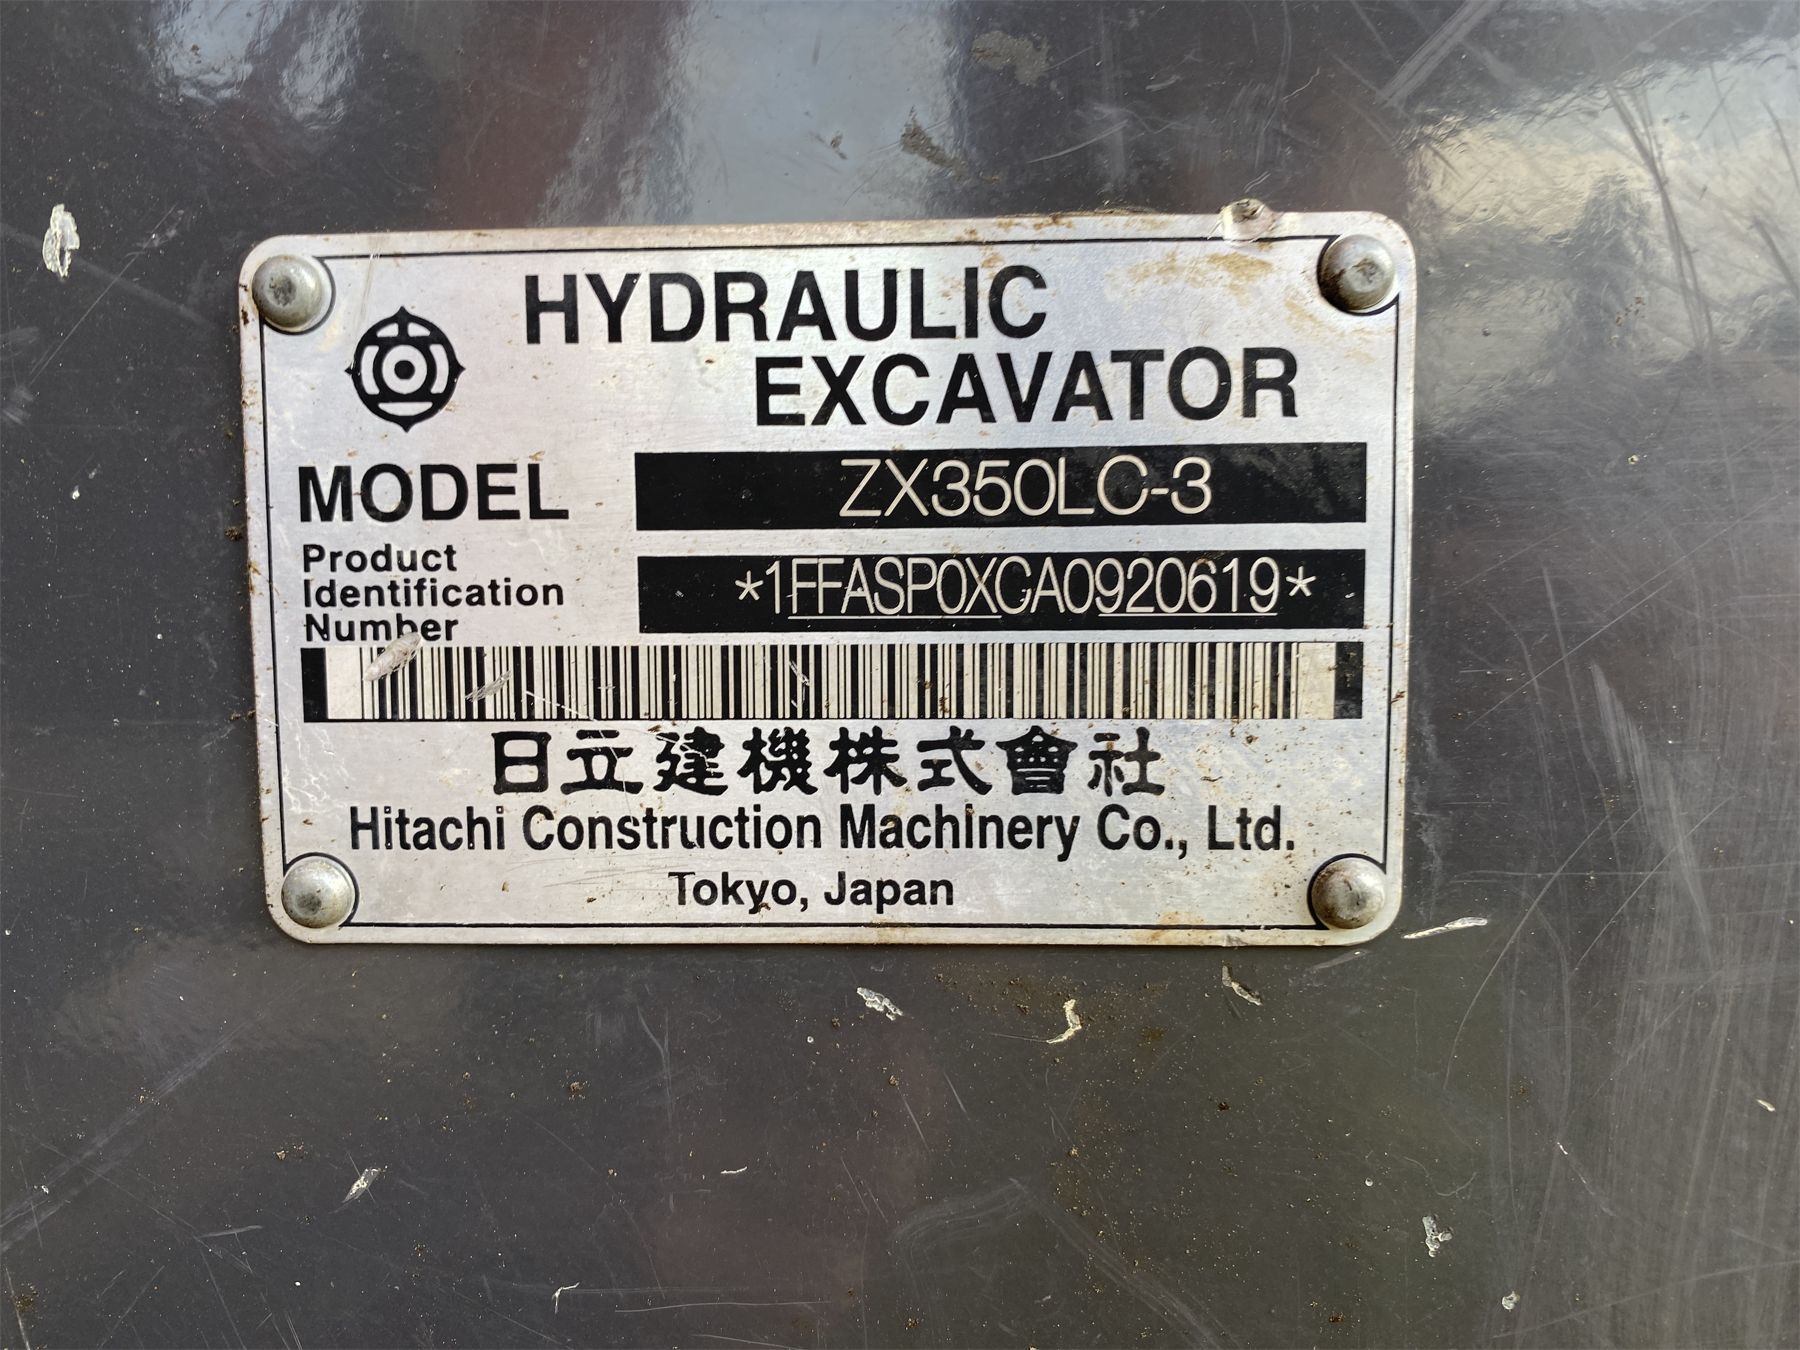 HYDRAULIC
EXCAVATOR
MODEL ZX350LC-3
Product
Identification
Number
*1FFASP0XCA0920619*
日立建機株式會社
Hitachi Construction Machinery Co., Ltd.
Tokyo, Japan